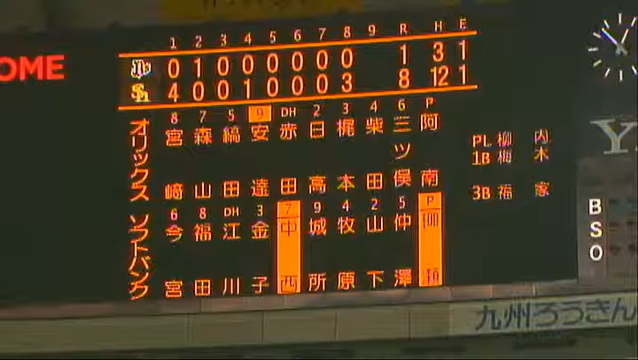 OME
1 2 3 4 5 6 7 8 9 R H E
Bs 0 1 0 0 0 0 0 0 1 3 1
SH 4 0 0 1 0 0 0 3 8 12 1
8 7 5 9 DH 2 3 4 6 P
オリックス 宮﨑 森山 縞田 安達 赤田 日高 梶本 柴田 三ツ俣 阿南
6 8 DH 3 7 9 4 2 5 P
ソフトバンク 今宮 福田 江川 金子 中西 城所 牧原 山下 仲澤 柳瀬
PL 柳内
1B 梅木
3B 福家
Y
B
S
O
九州ろうきん